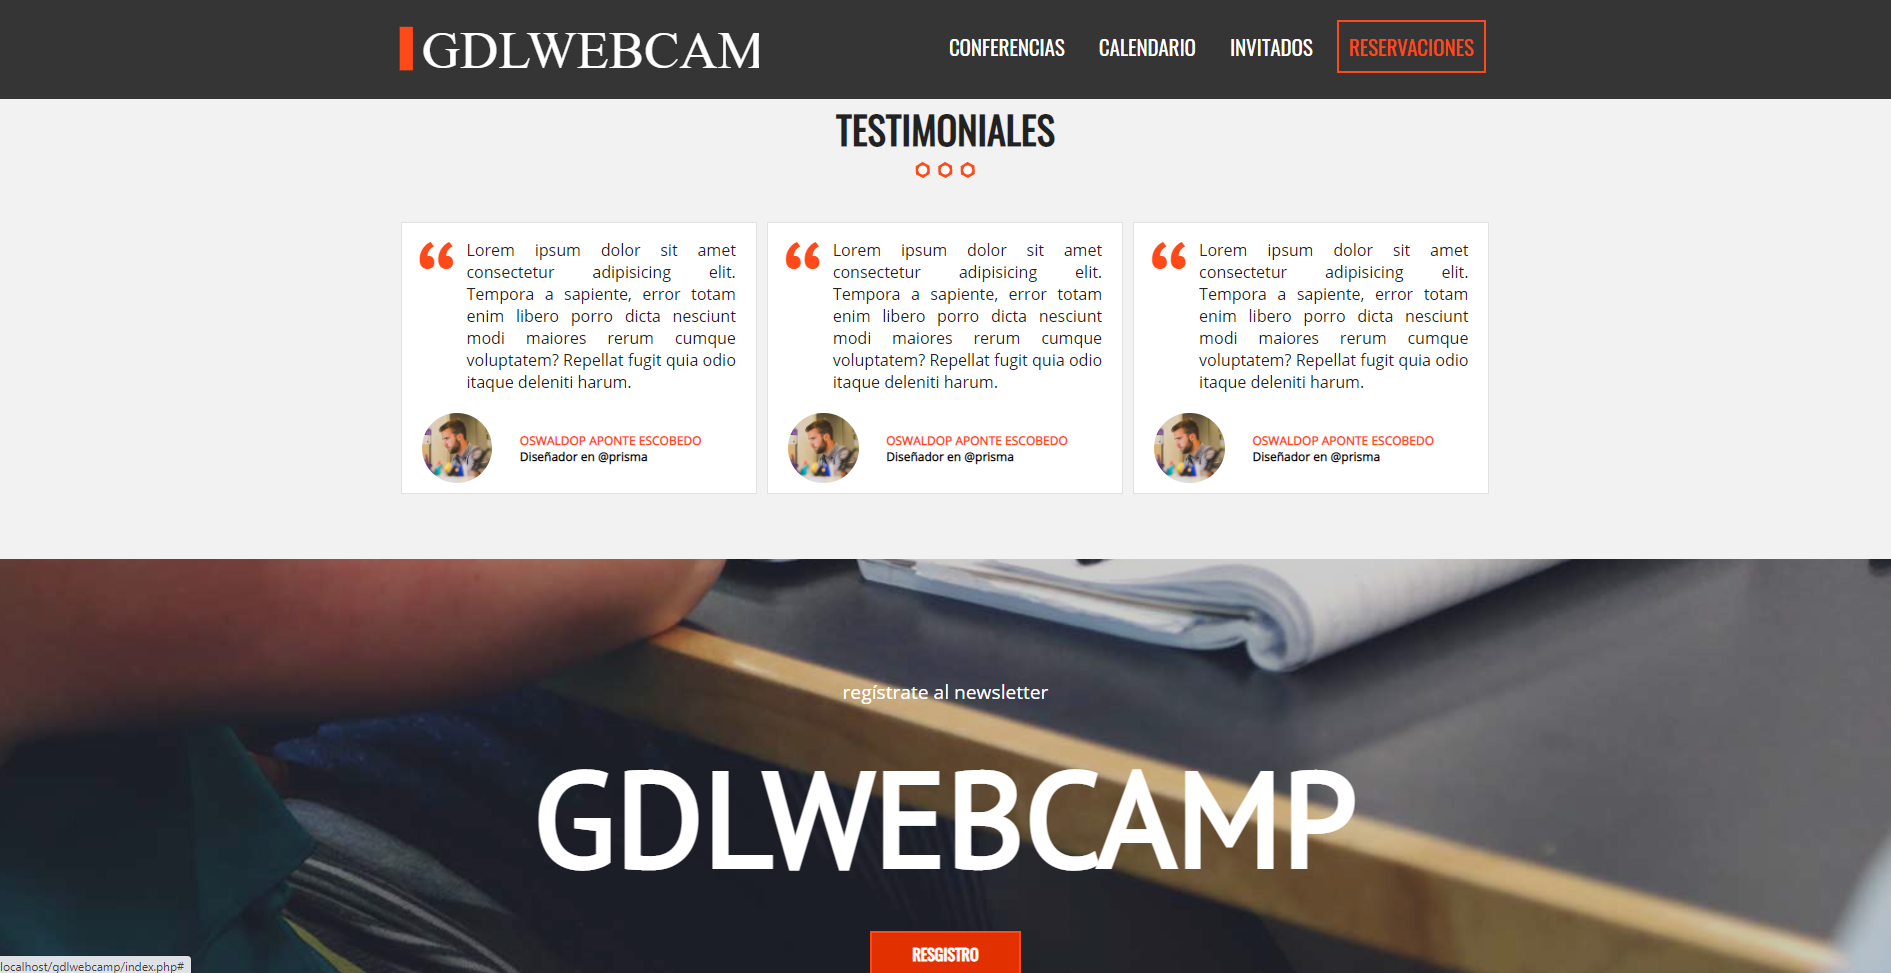 GDLWEBCAM
CONFERENCIAS CALENDARIO INVITADOS RESERVACIONES
TESTIMONIALES
Lorem ipsum dolor sit amet
consectetur adipisicing elit.
Tempora a sapiente, error totam
enim libero porro dicta nesciunt
modi maiores rerum cumque
voluptatem? Repellat fugit quia odio
itaque deleniti harum.
OSWALDOP APONTE ESCOBEDO
Diseñador en @prisma
Lorem ipsum dolor sit amet
consectetur adipisicing elit.
Tempora a sapiente, error totam
enim libero porro dicta nesciunt
modi maiores rerum cumque
voluptatem? Repellat fugit quia odio
itaque deleniti harum.
OSWALDOP APONTE ESCOBEDO
Diseñador en @prisma
Lorem ipsum dolor sit amet
consectetur adipisicing elit.
Tempora a sapiente, error totam
enim libero porro dicta nesciunt
modi maiores rerum cumque
voluptatem? Repellat fugit quia odio
itaque deleniti harum.
OSWALDOP APONTE ESCOBEDO
Diseñador en @prisma
regístrate al newsletter
GDLWEBCAMP
RESGISTRO
localhost/gdlwebcamp/index.php#